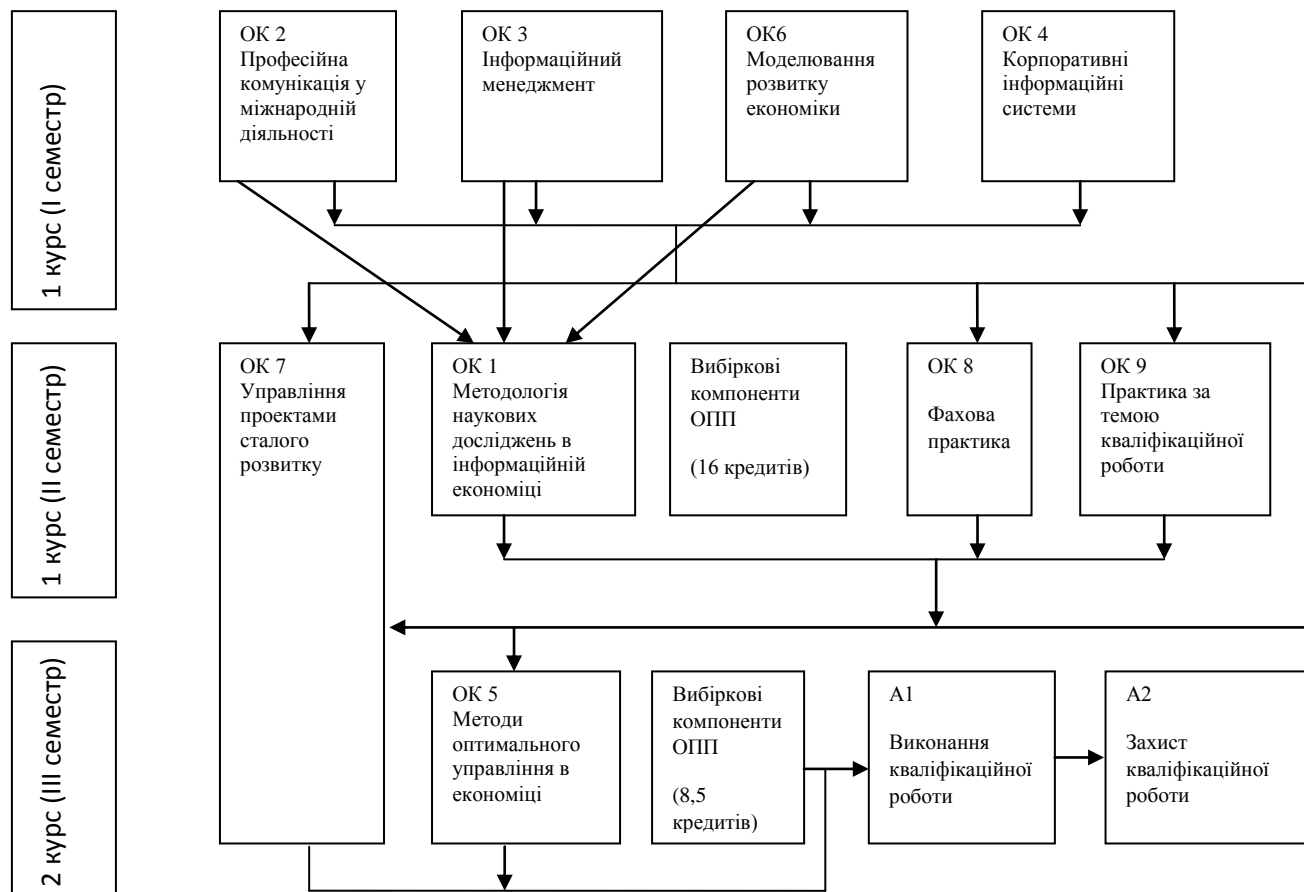 1 курс (І семестр)
ОК 2
Професійна
комунікація у
міжнародній
діяльності
ОК 3
Інформаційний
менеджмент
ОК6
Моделювання
розвитку
економіки
ОК 4
Корпоративні
інформаційні
системи
1 курс (ІІ семестр)
ОК 7
Управління
проектами
сталого
розвитку
ОК 1
Методологія
наукових
досліджень в
інформаційній
економіці
Вибіркові
компоненти
ОПП
(16 кредитів)
ОК 8
Фахова
практика
ОК 9
Практика за
темою
кваліфікаційної
роботи
2 курс (ІІІ семестр)
ОК 5
Методи
оптимального
управління в
економіці
Вибіркові
компоненти
ОПП
(8,5
кредитів)
А1
Виконання
кваліфікаційної
роботи
А2
Захист
кваліфікаційної
роботи